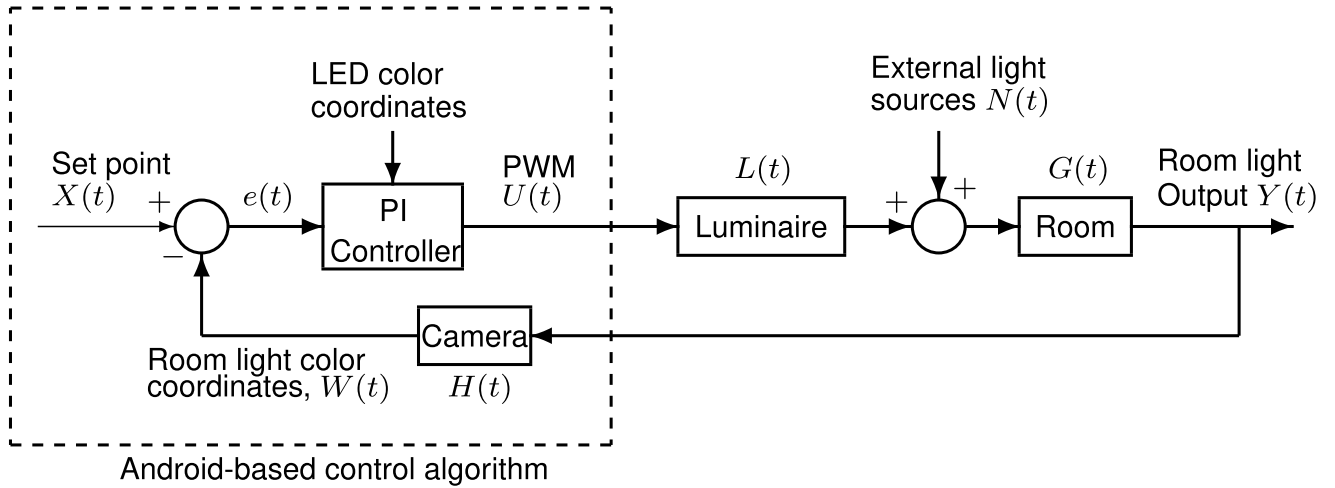 LED color
coordinates
External light
sources N(t)
Set point
X(t)
+
−
e(t)
PI
Controller
PWM
U(t)
L(t)
Luminaire
+
+
G(t)
Room
Room light
Output Y(t)
Camera
H(t)
Room light color
coordinates, W(t)
Android-based control algorithm